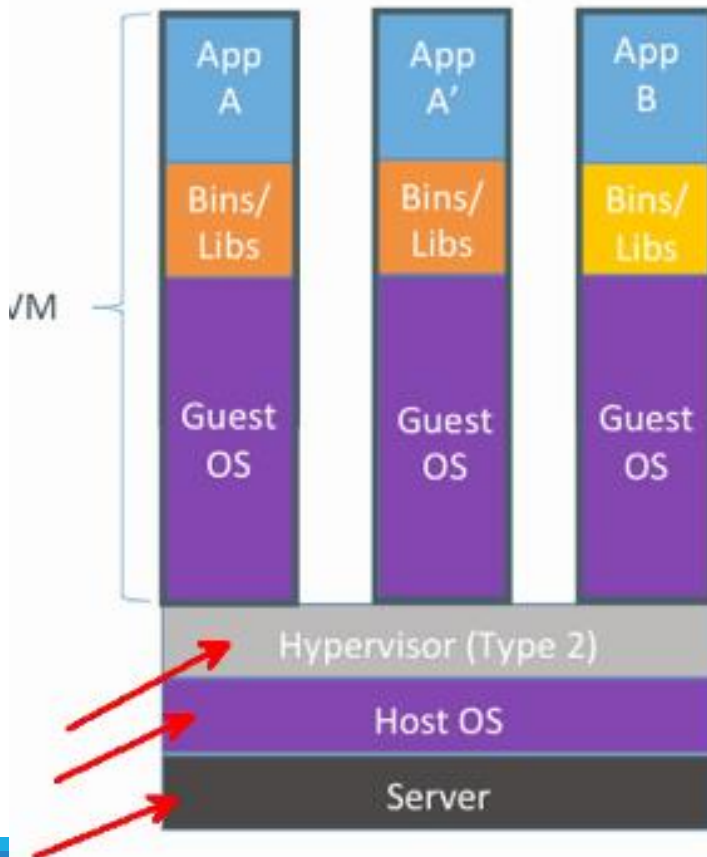 App
A
App
A'
App
B
Bins/
Libs
Bins/
Libs
Bins/
Libs
VM
Guest
OS
Guest
OS
Guest
OS
Hypervisor (Type 2)
Host OS
Server